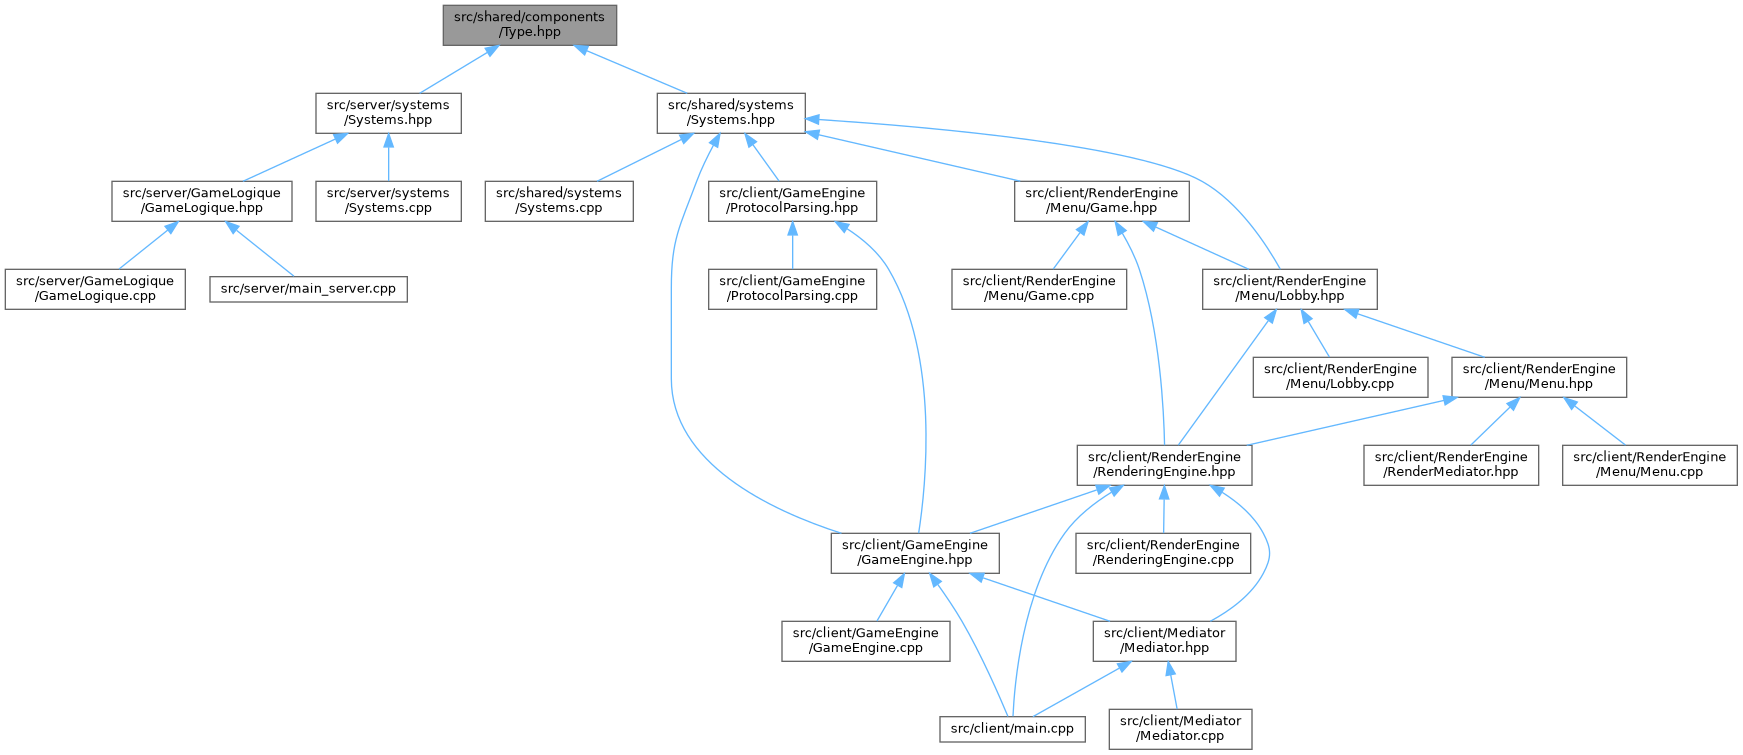 src/shared/components
/Type.hpp
src/server/systems
/Systems.hpp
src/shared/systems
/Systems.hpp
src/server/GameLogique
/GameLogique.hpp
src/server/systems
/Systems.cpp
src/shared/systems
/Systems.cpp
src/client/GameEngine
/ProtocolParsing.hpp
src/client/RenderEngine
/Menu/Game.hpp
src/server/GameLogique
/GameLogique.cpp
src/server/main_server.cpp
src/client/GameEngine
/ProtocolParsing.cpp
src/client/RenderEngine
/Menu/Game.cpp
src/client/RenderEngine
/Menu/Lobby.hpp
src/client/RenderEngine
/Menu/Lobby.cpp
src/client/RenderEngine
/Menu/Menu.hpp
src/client/RenderEngine
/RenderingEngine.hpp
src/client/RenderEngine
/RenderMediator.hpp
src/client/RenderEngine
/Menu/Menu.cpp
src/client/GameEngine
/GameEngine.hpp
src/client/RenderEngine
/RenderingEngine.cpp
src/client/GameEngine
/GameEngine.cpp
src/client/Mediator
/Mediator.hpp
src/client/main.cpp
src/client/Mediator
/Mediator.cpp